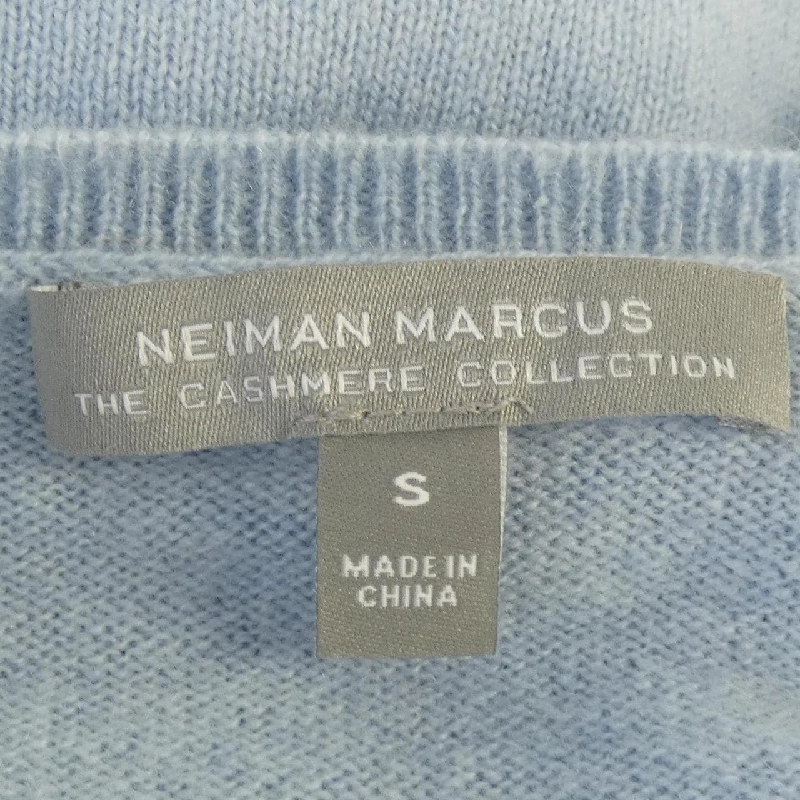 NEIMAN MARCUS
THE CASHMERE COLLECTION
S
MADE IN
CHINA